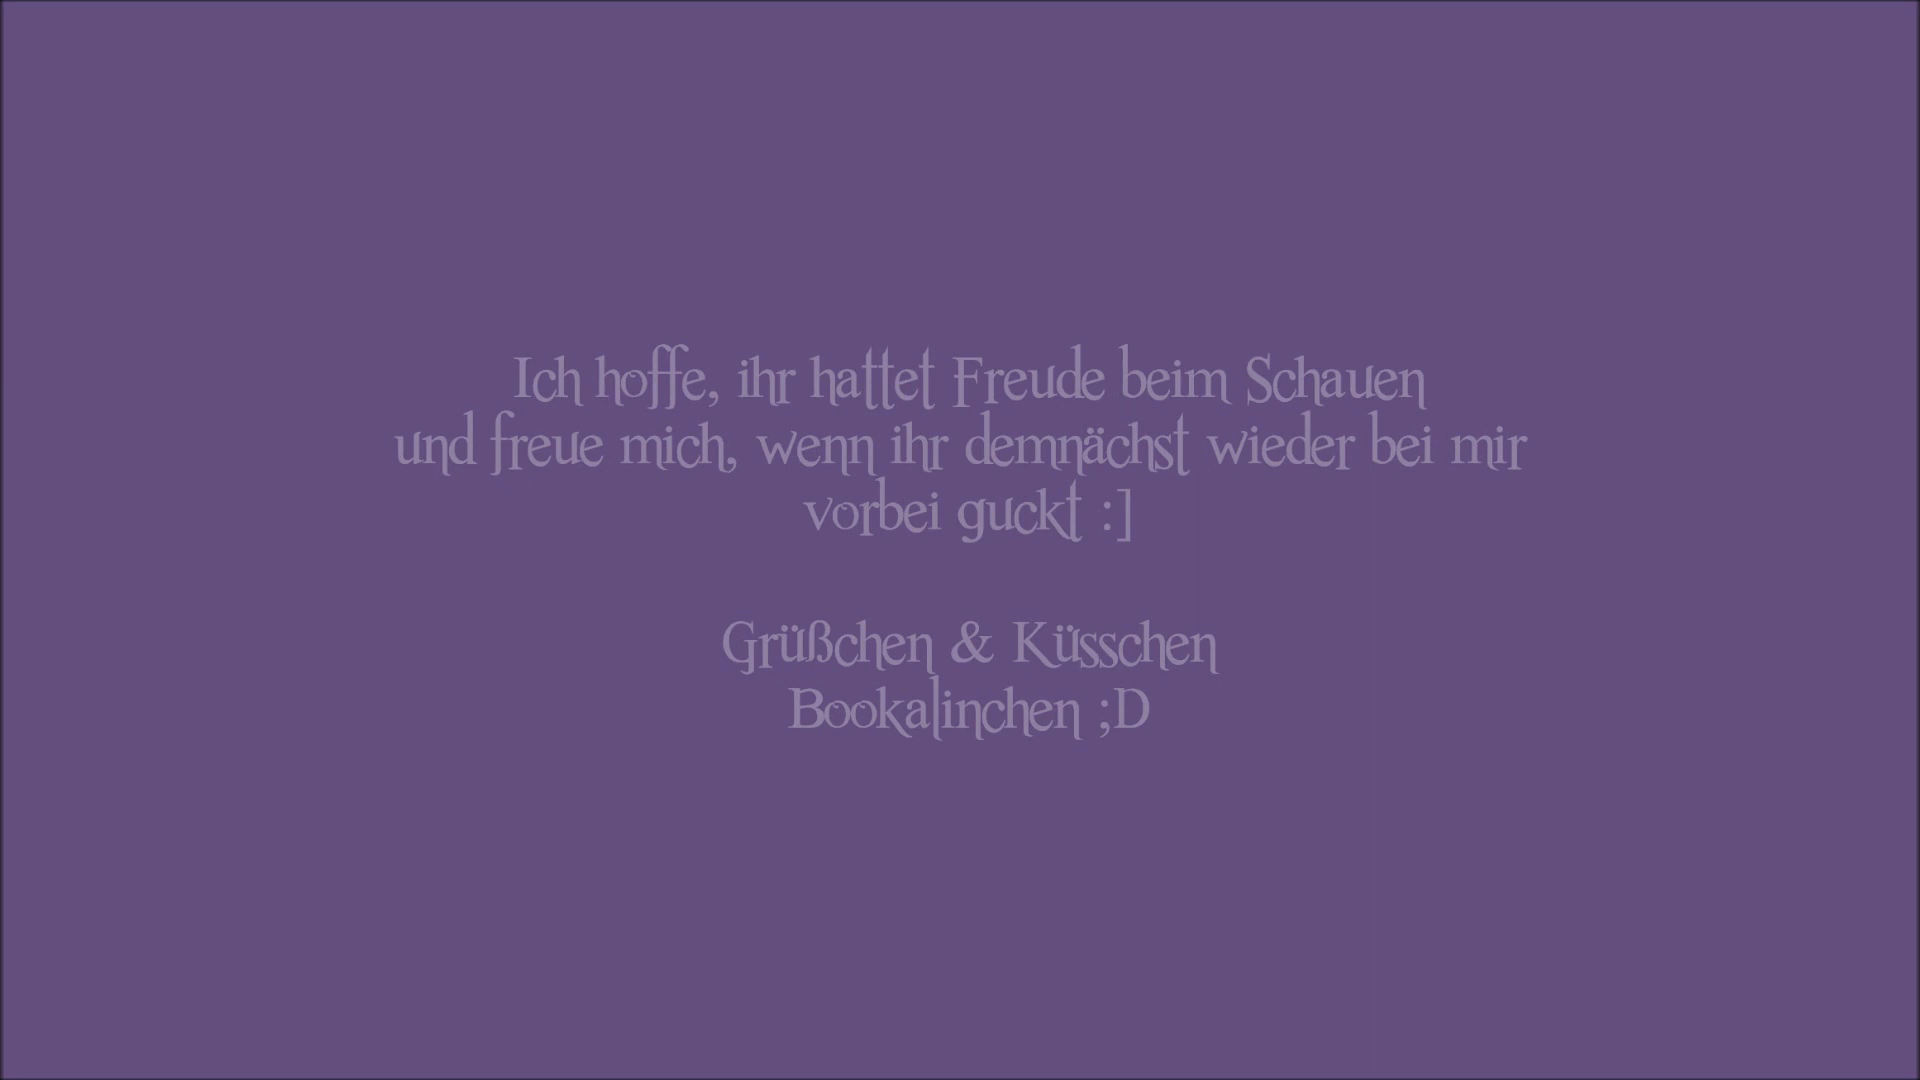 Ich hoffe, ihr hattet Freude beim Schauen
und freue mich, wenn ihr demnächst wieder bei mir
vorbei guckt :]
Grüßchen & Küsschen
Bookalinchen ;D